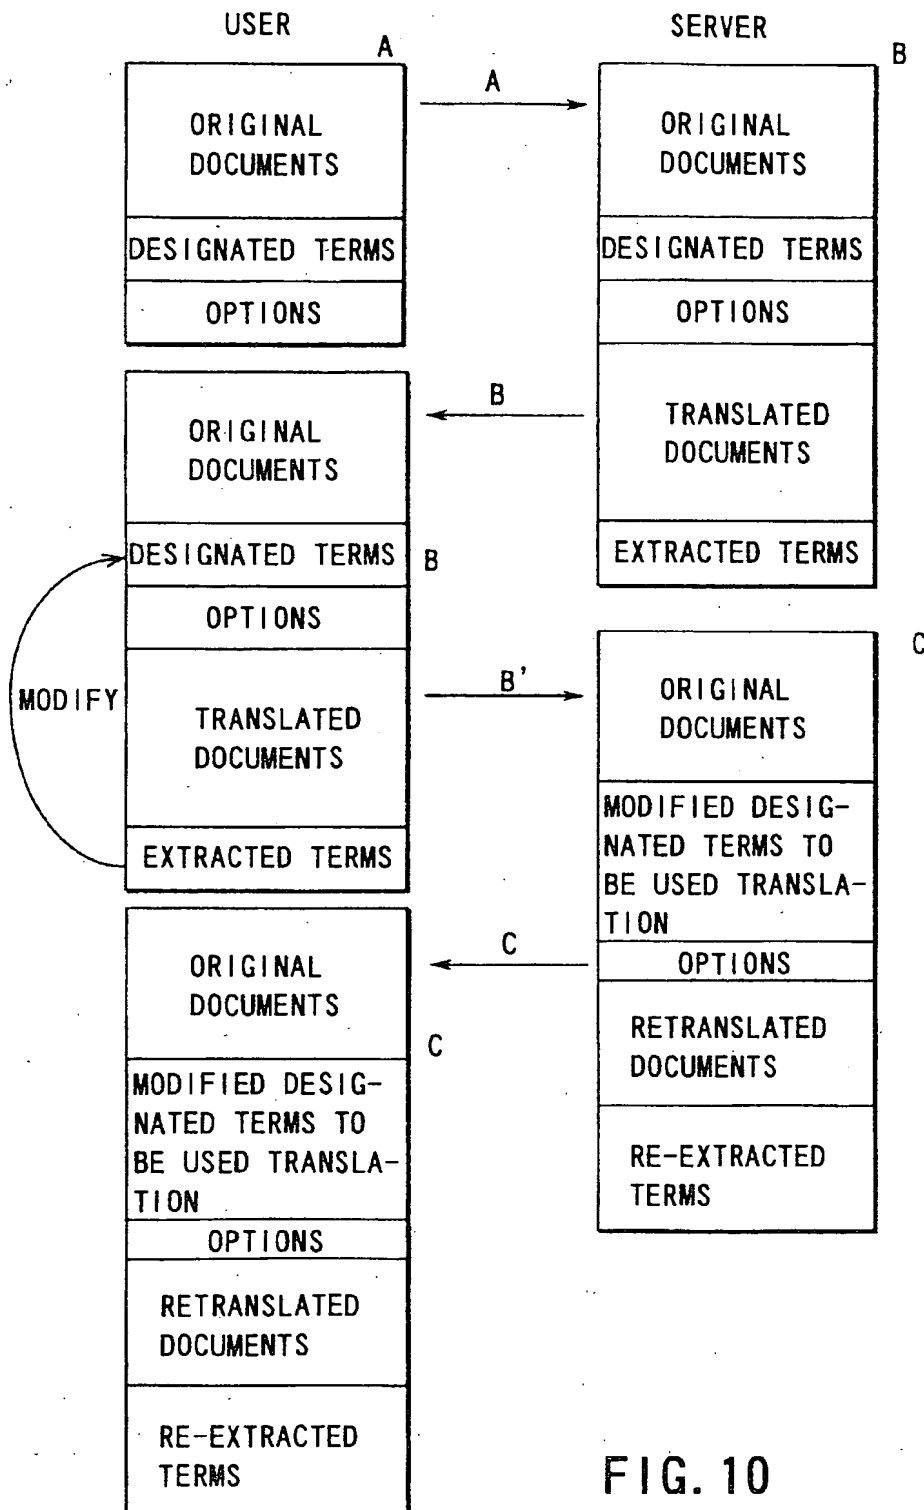 USER
A
ORIGINAL
DOCUMENTS
DESIGNATED TERMS
OPTIONS
A
SERVER
B
ORIGINAL
DOCUMENTS
DESIGNATED TERMS
OPTIONS
TRANSLATED
DOCUMENTS
EXTRACTED TERMS
B
ORIGINAL
DOCUMENTS
DESIGNATED TERMS
B
OPTIONS
TRANSLATED
DOCUMENTS
EXTRACTED TERMS
MODIFY
B'
C
ORIGINAL
DOCUMENTS
MODIFIED DESIG-
NATED TERMS TO
BE USED TRANSLA-
TION
OPTIONS
RETRANSLATED
DOCUMENTS
RE-EXTRACTED
TERMS
C
ORIGINAL
DOCUMENTS
C
MODIFIED DESIG-
NATED TERMS TO
BE USED TRANSLA-
TION
OPTIONS
RETRANSLATED
DOCUMENTS
RE-EXTRACTED
TERMS
FIG. 10